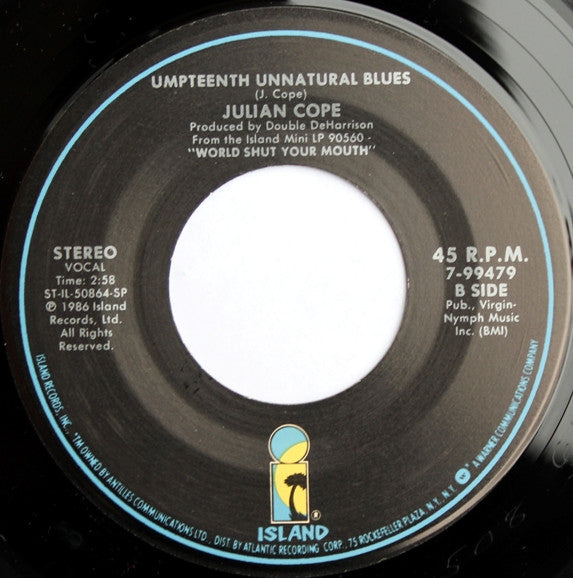 UMPTEENTH UNNATURAL BLUES
(J. Cope)
JULIAN COPE
Produced by Double DeHarrison
From the Island Mini LP 90560 -
"WORLD SHUT YOUR MOUTH"
STEREO
VOCAL
Time: 2:58
ST-IL-50864-SP
℗ 1986 Island
Records, Ltd.
All Rights
Reserved.
45 R.P.M.
7-99479
B SIDE
Pub., Virgin-
Nymph Music
Inc. (BMI)
i
®
ISLAND
ISLAND RECORDS, INC., *TM OWNED BY ANTILLES COMMUNICATIONS LTD., DIST. BY ATLANTIC RECORDING CORP., 75 ROCKEFELLER PLAZA, N.Y., N.Y. W ® A WARNER COMMUNICATIONS COMPANY